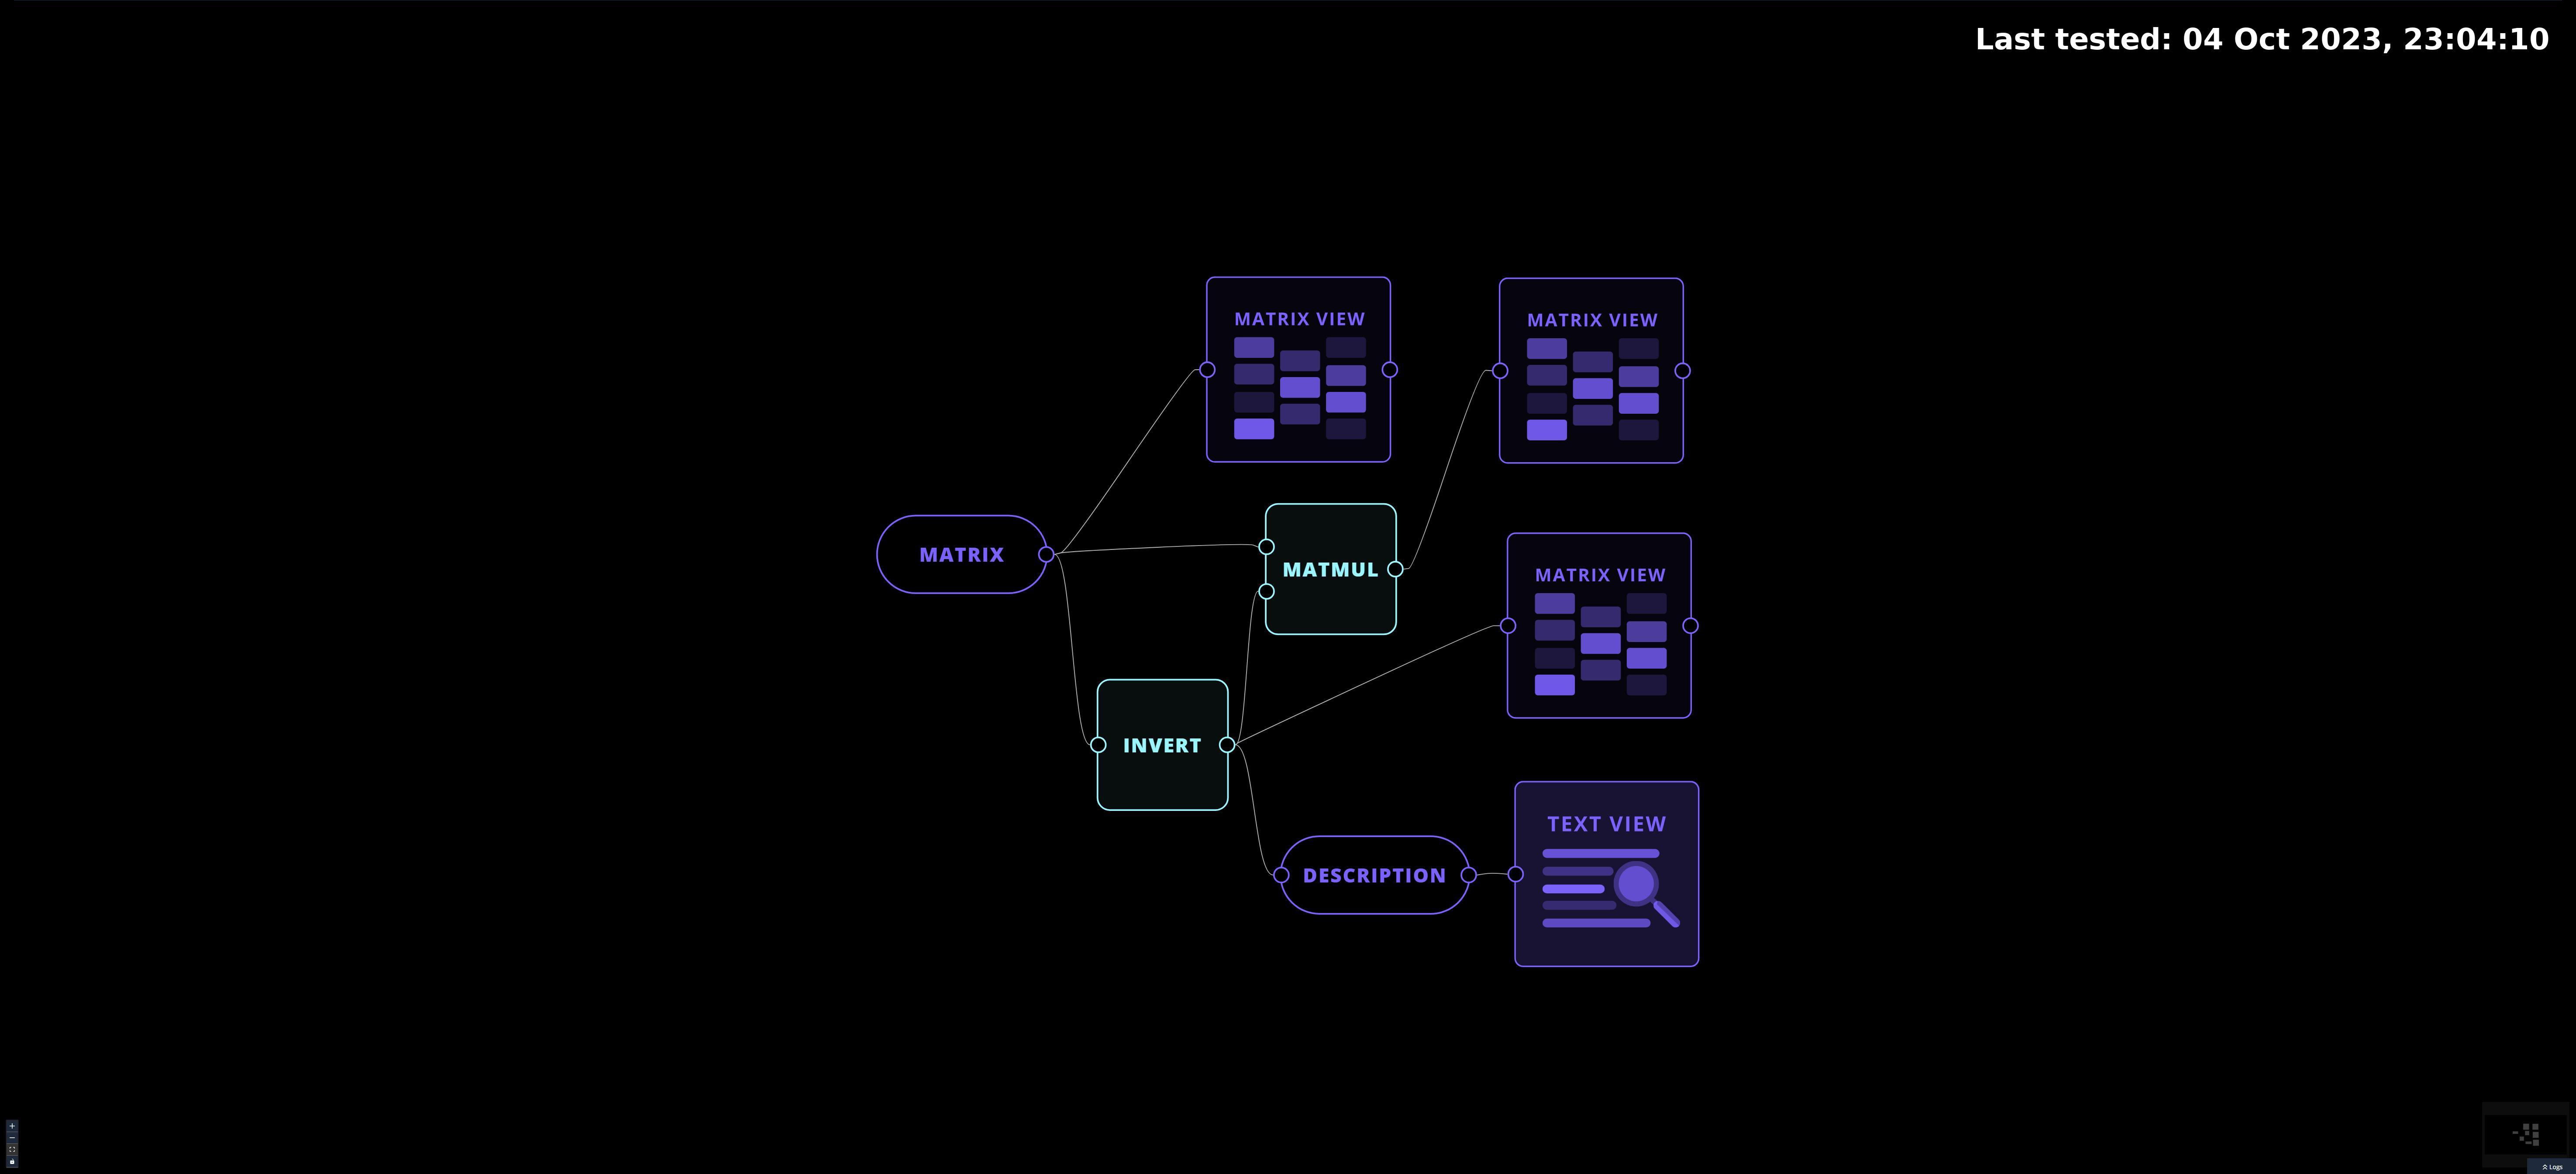 Last tested: 04 Oct 2023, 23:04:10
MATRIX VIEW
MATRIX VIEW
MATRIX
MATMUL
MATRIX VIEW
INVERT
TEXT VIEW
DESCRIPTION
Logs